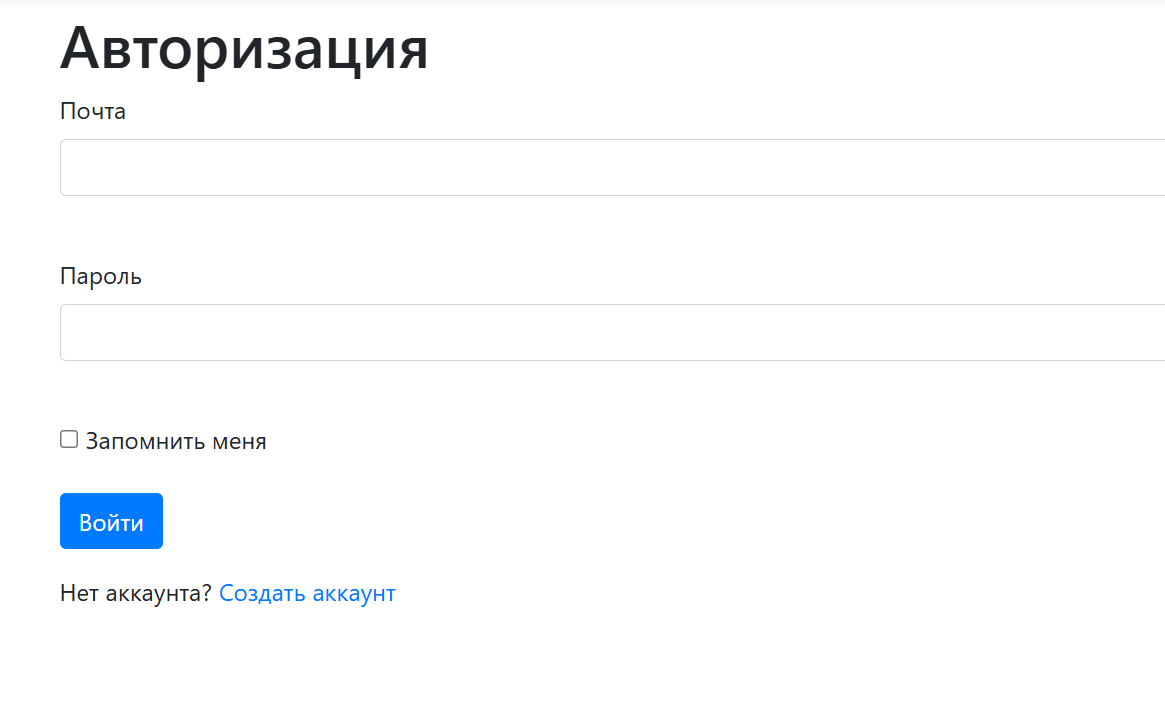 Авторизация
Почта
Пароль
Запомнить меня
Войти
Нет аккаунта? Создать аккаунт